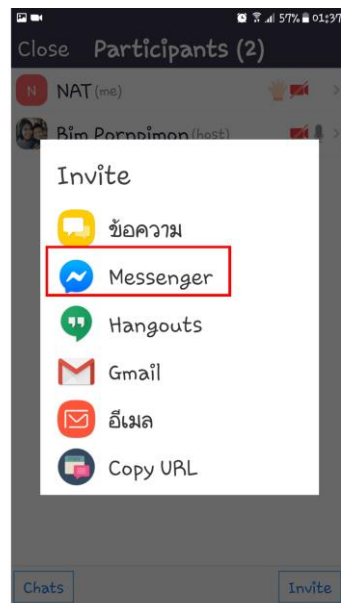 57% 01:37
Close Participants (2)
N NAT (me)
Bim Pornpimon (host)
Invite
ข้อความ
Messenger
Hangouts
Gmail
อีเมล
Copy URL
Chats Invite